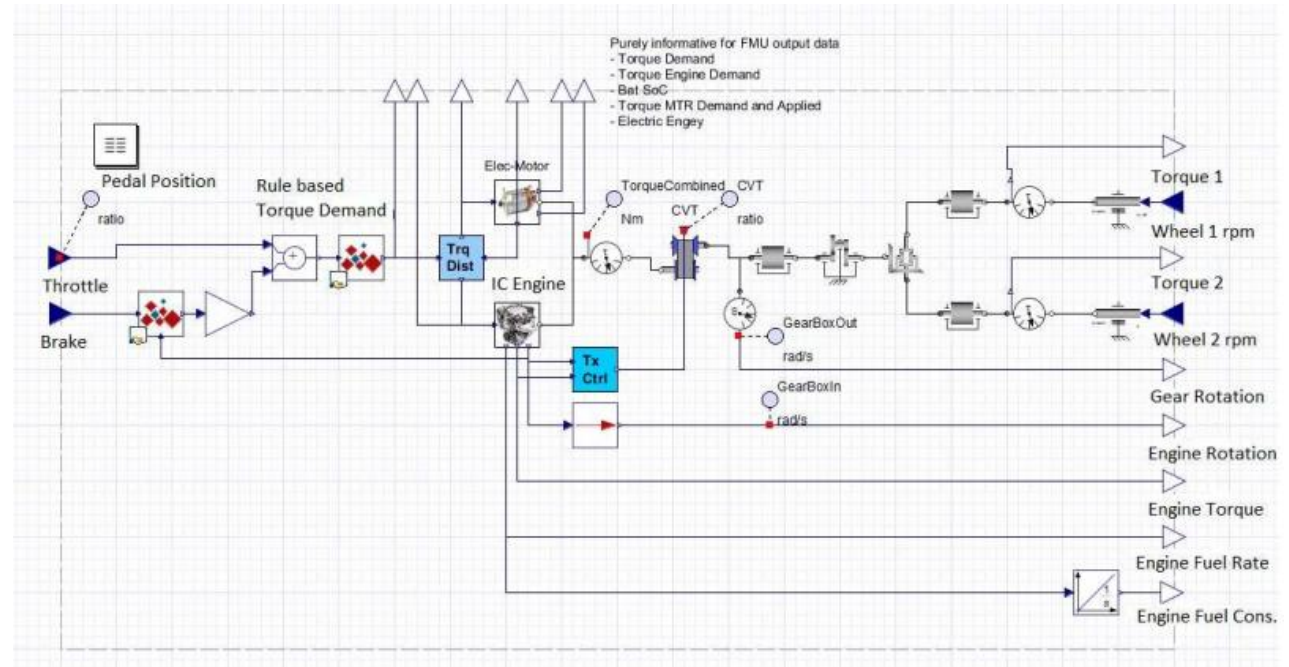 Purely informative for FMU output data
- Torque Demand
- Torque Engine Demand
- Bat SoC
- Torque MTR Demand and Applied
- Electric Engey
Pedal Position
ratio
Rule based
Torque Demand
Elec-Motor
TorqueCombined
Nm
CVT
ratio
CVT
Torque 1
Wheel 1 rpm
Throttle
Trq
Dist
IC Engine
Torque 2
Brake
Wheel 2 rpm
GearBoxOut
rad/s
Tx
Ctrl
GearBoxIn
rad/s
Gear Rotation
Engine Rotation
Engine Torque
Engine Fuel Rate
Engine Fuel Cons.